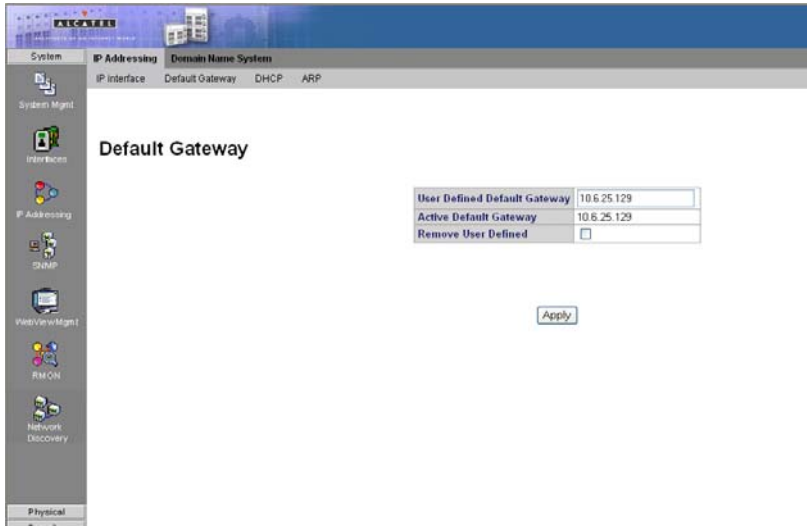 ALCATEL
System
IP Addressing Domain Name System
IP Interface Default Gateway DHCP ARP
System Mgmt
Interfaces
IP Addressing
SNMP
WebViewMgmt
RMON
Network
Discovery
Physical
Default Gateway
User Defined Default Gateway 10.6.25.129
Active Default Gateway 10.6.25.129
Remove User Defined
Apply